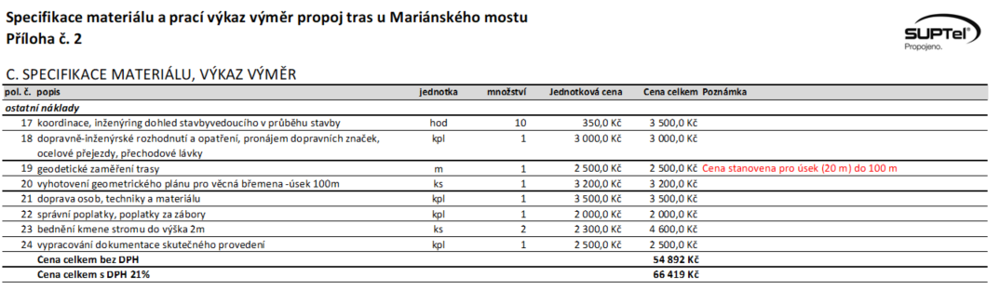 Specifikace materiálu a prací výkaz výměr propoj tras u Mariánského mostu
Příloha č. 2
SUPTel
Propojeno.
C. SPECIFIKACE MATERIÁLU, VÝKAZ VÝMĚR
pol. č. popis jednotka množství Jednotková cena Cena celkem Poznámka
ostatní náklady
17 koordinace, inženýring dohled stavbyvedoucího v průběhu stavby hod 10 350,0 Kč 3 500,0 Kč
18 dopravně-inženýrské rozhodnutí a opatření, pronájem dopravních značek, kpl 1 3 000,0 Kč 3 000,0 Kč
ocelové přejezdy, přechodové lávky
19 geodetické zaměření trasy m 1 2 500,0 Kč 2 500,0 Kč Cena stanovena pro úsek (20 m) do 100 m
20 vyhotovení geometrického plánu pro věcná břemena -úsek 100m ks 1 3 200,0 Kč 3 200,0 Kč
21 doprava osob, techniky a materiálu kpl 1 3 500,0 Kč 3 500,0 Kč
22 správní poplatky, poplatky za zábory kpl 1 2 000,0 Kč 2 000,0 Kč
23 bednění kmene stromu do výška 2m ks 2 2 300,0 Kč 4 600,0 Kč
24 vypracování dokumentace skutečného provedení kpl 1 2 500,0 Kč 2 500,0 Kč
Cena celkem bez DPH 54 892 Kč
Cena celkem s DPH 21% 66 419 Kč